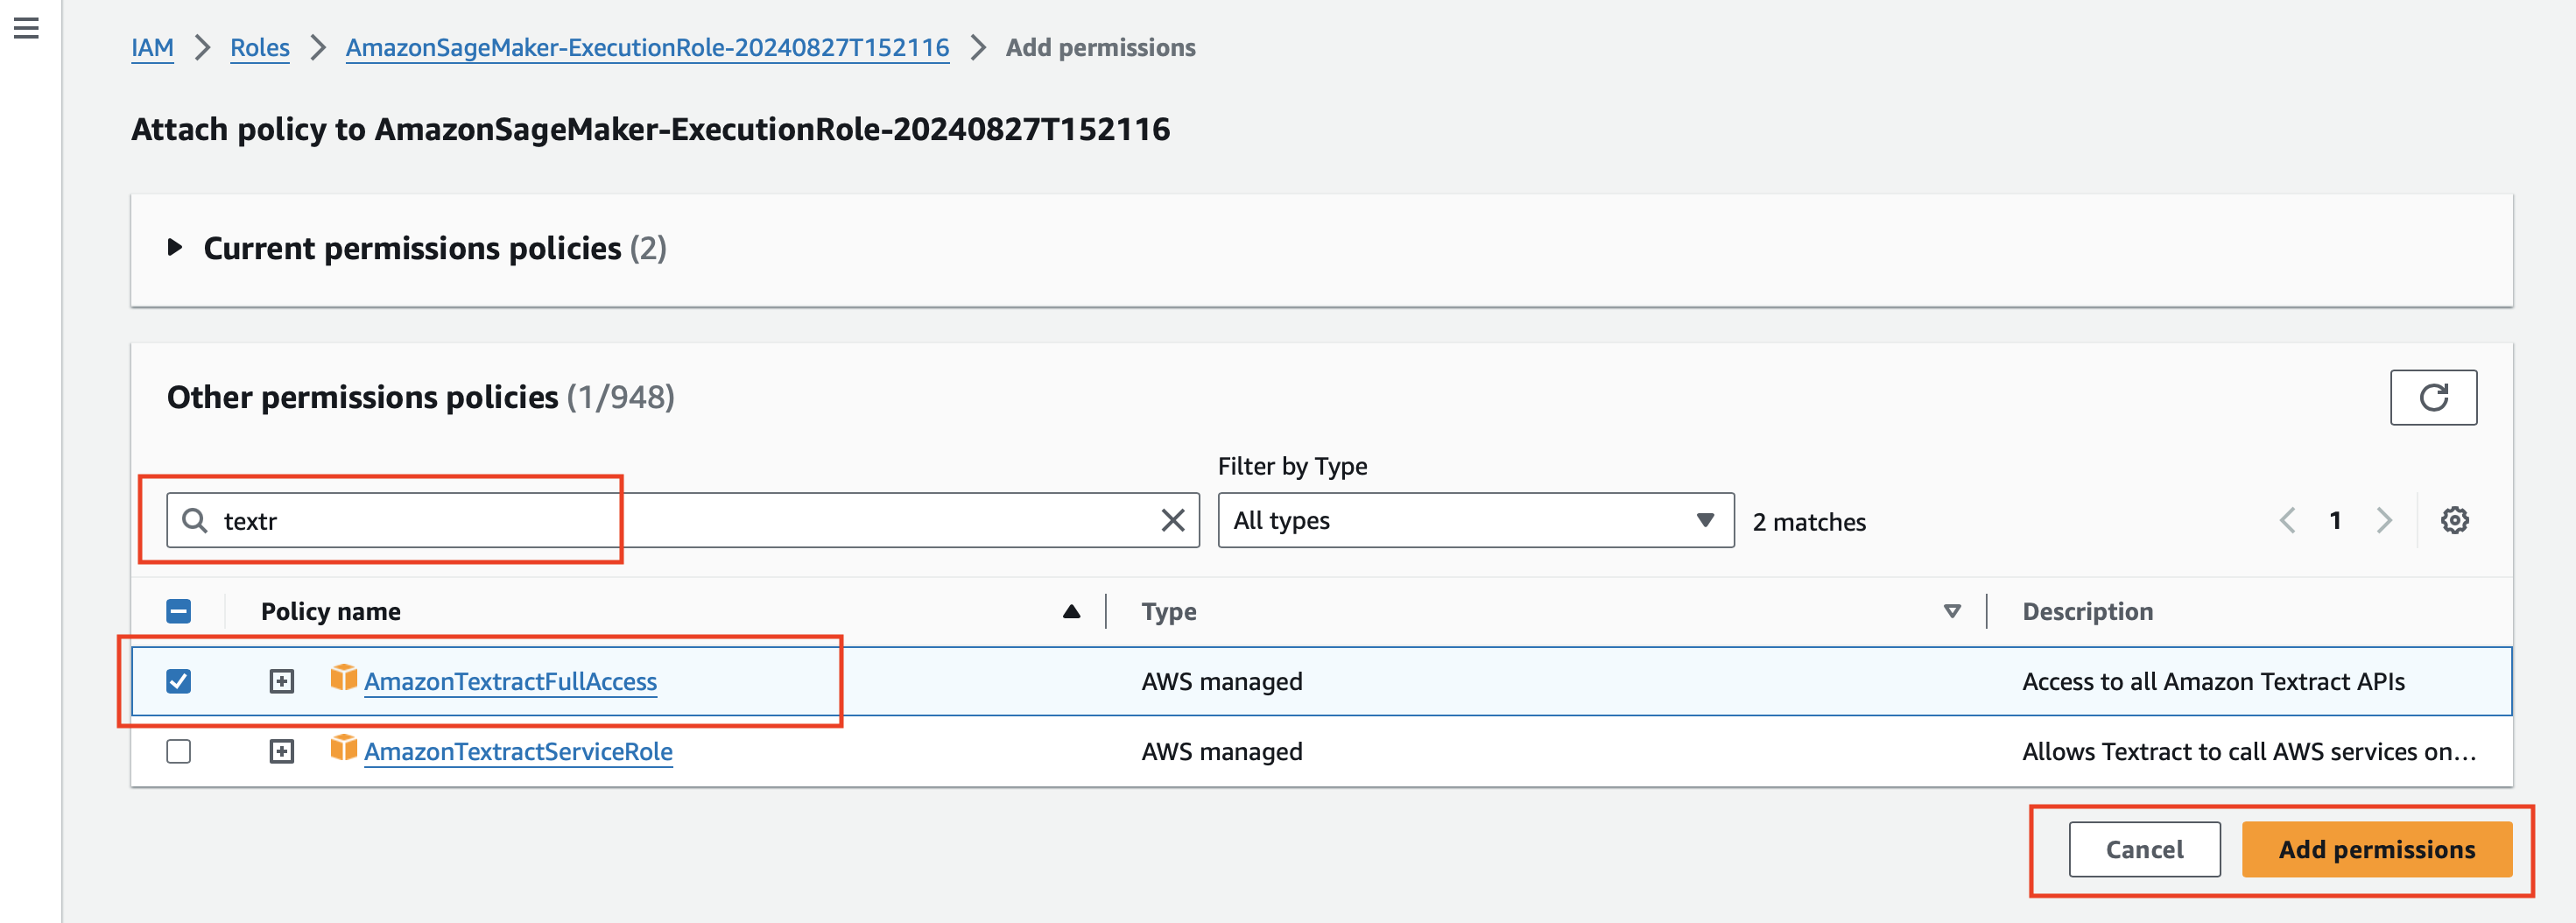 IAM > Roles > AmazonSageMaker-ExecutionRole-20240827T152116 > Add permissions
Attach policy to AmazonSageMaker-ExecutionRole-20240827T152116
Current permissions policies (2)
Other permissions policies (1/948)
Filter by Type
textr All types 2 matches 1
Policy name Type Description
AmazonTextractFullAccess AWS managed Access to all Amazon Textract APIs
AmazonTextractServiceRole AWS managed Allows Textract to call AWS services on...
Cancel Add permissions